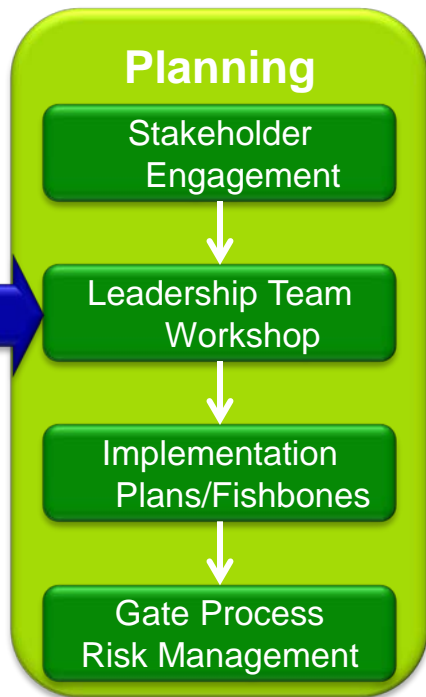 Planning
Stakeholder
Engagement
Leadership Team
Workshop
Implementation
Plans/Fishbones
Gate Process
Risk Management